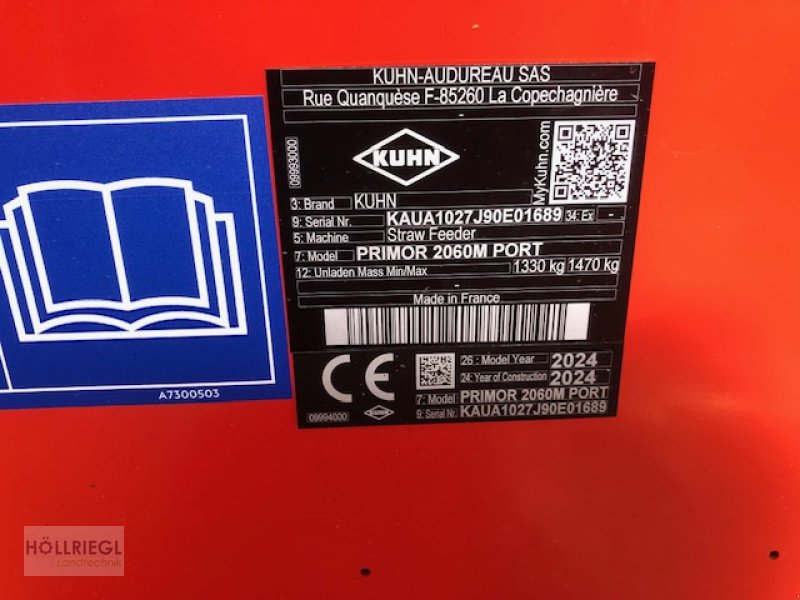 KUHN-AUDUREAU SAS
Rue Quanquèse F-85260 La Copechagnière
-
09993000
KUHN
MyKuhn.com
3: Brand KUHN
9: Serial Nr. KAUA1027J90E01689 34: Ex -
5: Machine Straw Feeder
7: Model PRIMOR 2060M PORT
12: Unladen Mass Min/Max 1330 kg 1470 kg
Made in France
CE
26: Model Year 2024
24: Year of Construction 2024
7: Model PRIMOR 2060M PORT
9: Serial Nr. KAUA1027J90E01689
09994000
KUHN
A7300503
HÖLLRIEGL
Landtechnik